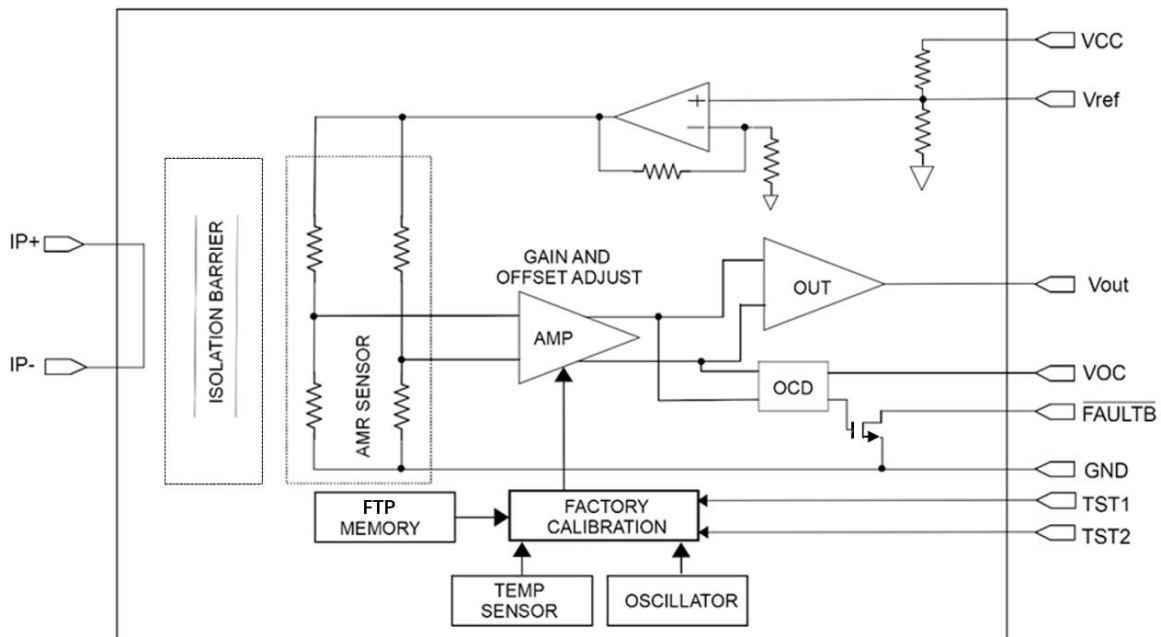 VCC
Vref
+
−
IP+
IP-
ISOLATION BARRIER
AMR SENSOR
GAIN AND
OFFSET ADJUST
AMP
OUT
Vout
OCD
VOC
FAULTB
GND
FTP
MEMORY
FACTORY
CALIBRATION
TST1
TST2
TEMP
SENSOR
OSCILLATOR